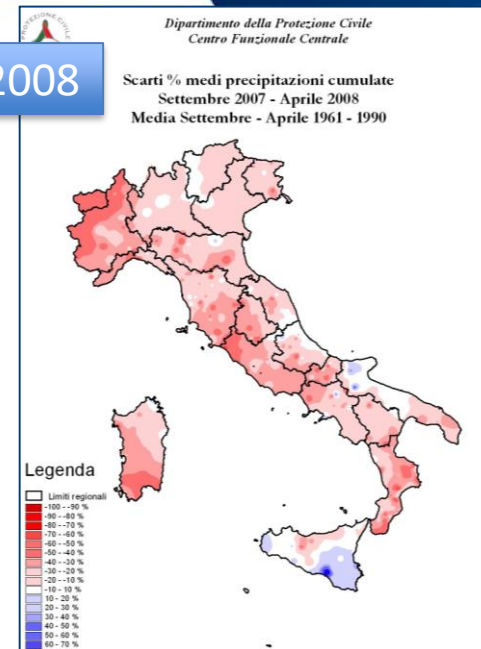 PROTEZIONE CIVILE
Dipartimento della Protezione Civile
Centro Funzionale Centrale
2008
Scarti % medi precipitazioni cumulate
Settembre 2007 - Aprile 2008
Media Settembre - Aprile 1961 - 1990
Legenda
Limiti regionali
-100 - -90 %
-90 - -80 %
-80 - -70 %
-70 - -60 %
-60 - -50 %
-50 - -40 %
-40 - -30 %
-30 - -20 %
-20 - -10 %
-10 - 10 %
10 - 20 %
20 - 30 %
30 - 40 %
40 - 50 %
50 - 60 %
60 - 70 %